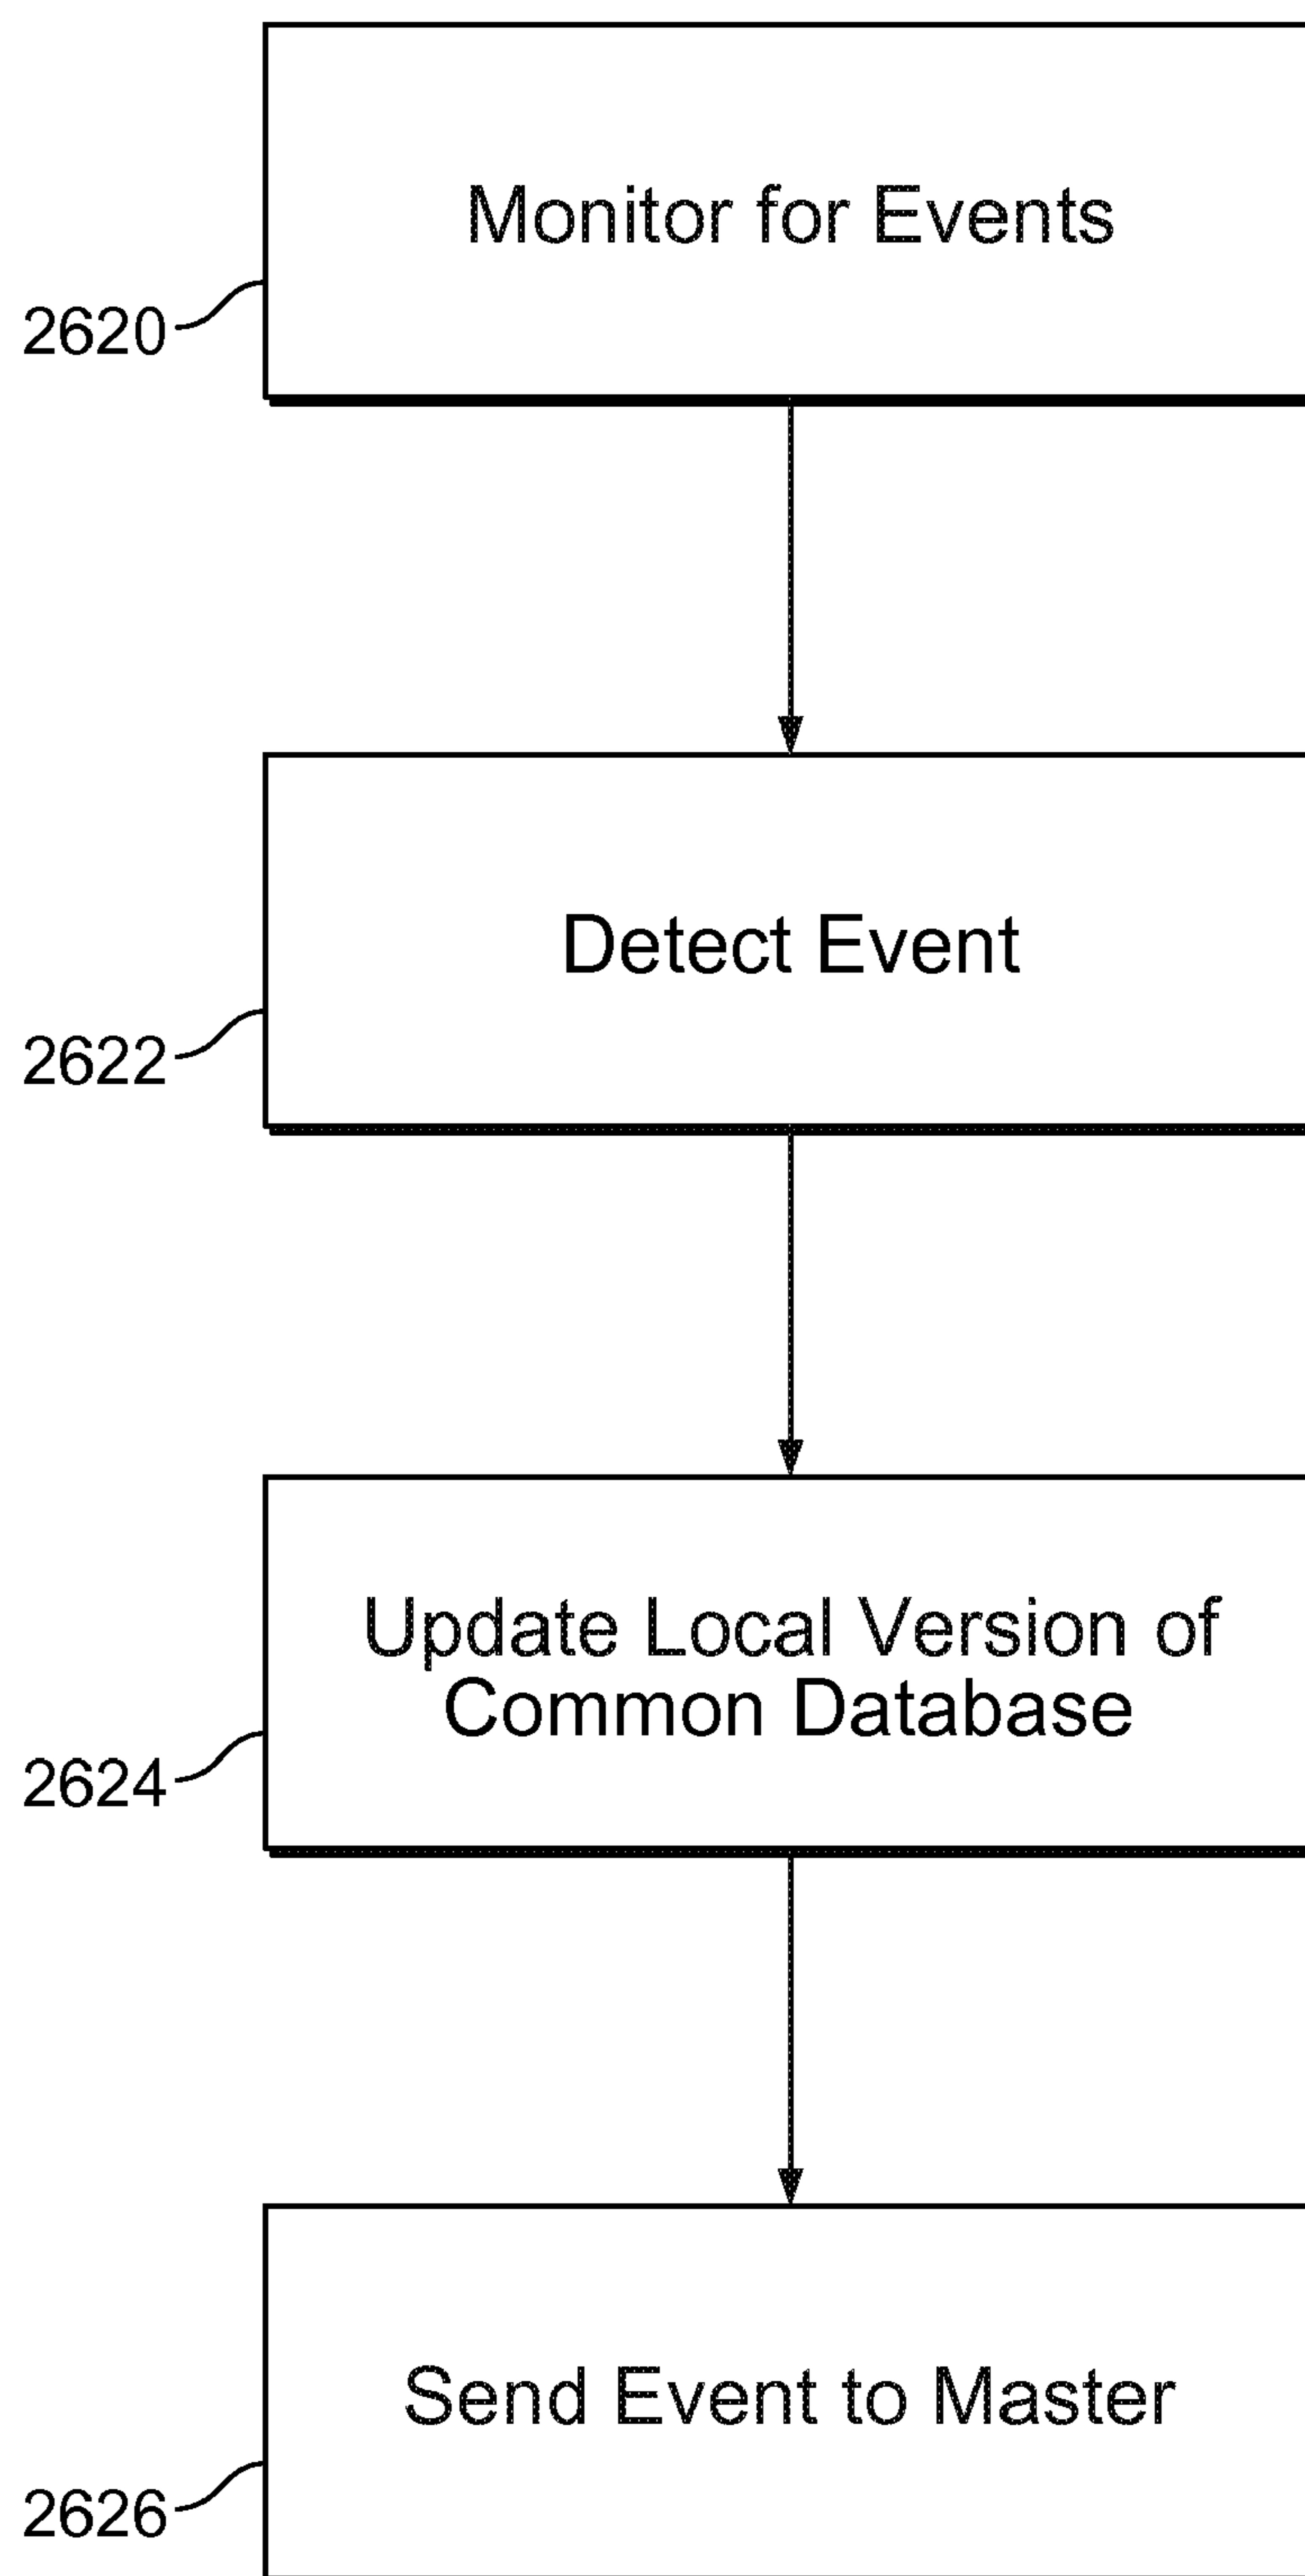 Monitor for Events
2620
Detect Event
2622
Update Local Version of
Common Database
2624
Send Event to Master
2626